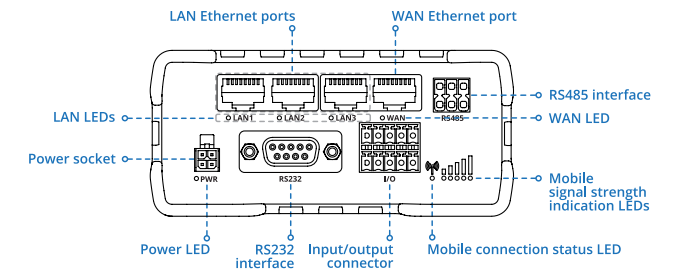 LAN Ethernet ports
WAN Ethernet port
RS485 interface
LAN LEDs
LAN1
LAN2
LAN3
WAN
RS485
WAN LED
Power socket
PWR
RS232
I/O
Mobile
signal strength
indication LEDs
Power LED
RS232
interface
Input/output
connector
Mobile connection status LED